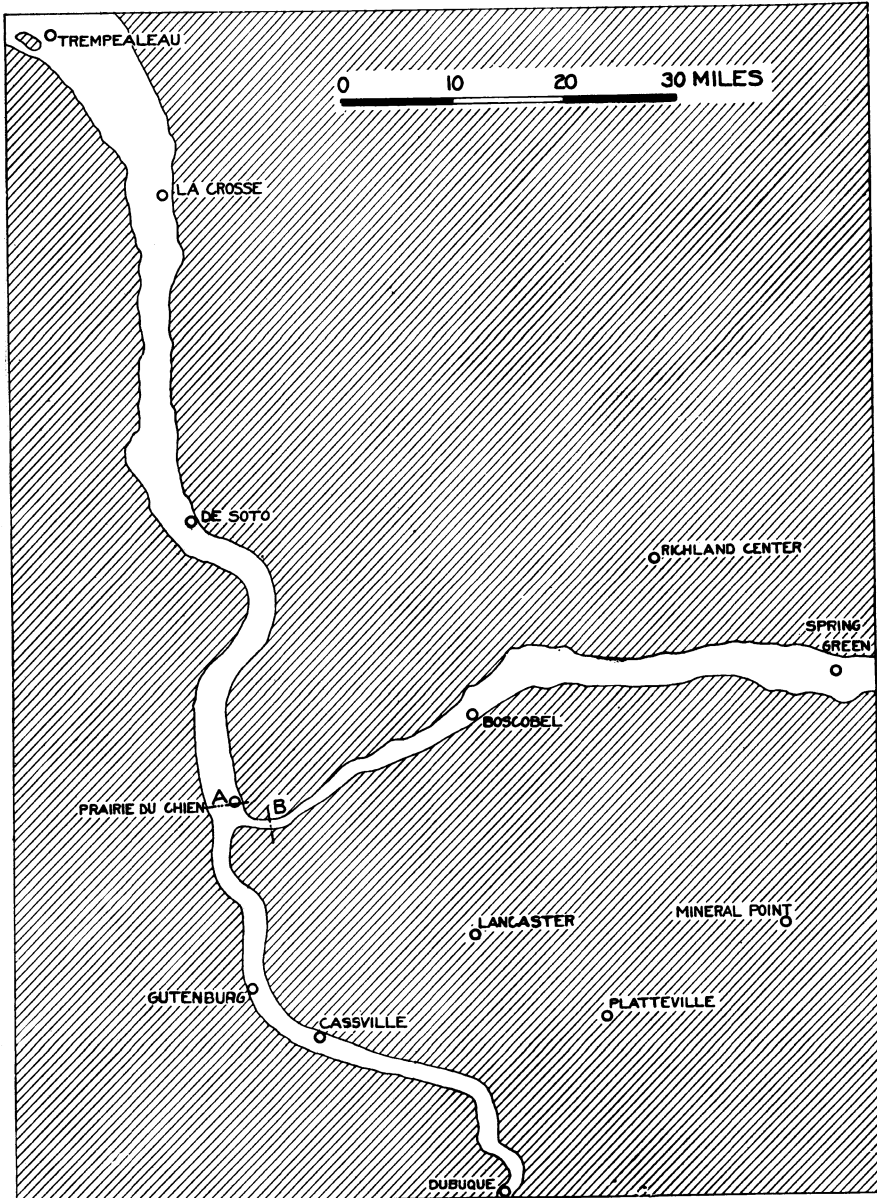 TREMPEALEAU
0 10 20 30 MILES
LA CROSSE
DE SOTO
RICHLAND CENTER
SPRING
GREEN
BOSCOBEL
A
B
PRAIRIE DU CHIEN
LANCASTER
MINERAL POINT
GUTENBURG
PLATTEVILLE
CASSVILLE
DUBUQUE